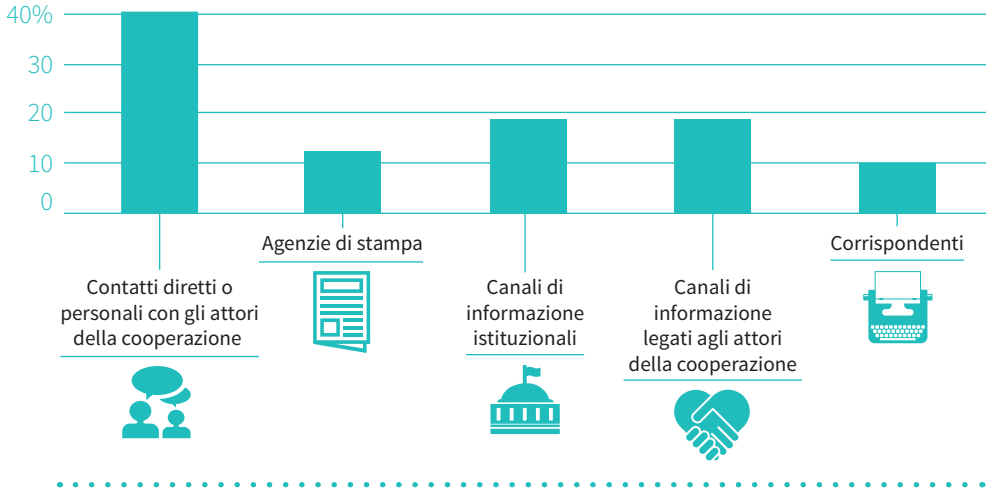 40%
30
20
10
0
Contatti diretti o
personali con gli attori
della cooperazione
Agenzie di stampa
Canali di
informazione
istituzionali
Canali di
informazione
legati agli attori
della cooperazione
Corrispondenti